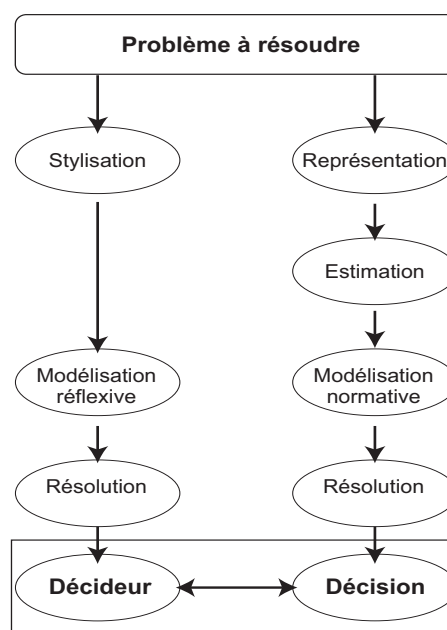 Problème à résoudre
Stylisation
Représentation
Estimation
Modélisation
réflexive
Modélisation
normative
Résolution
Résolution
Décideur
Décision